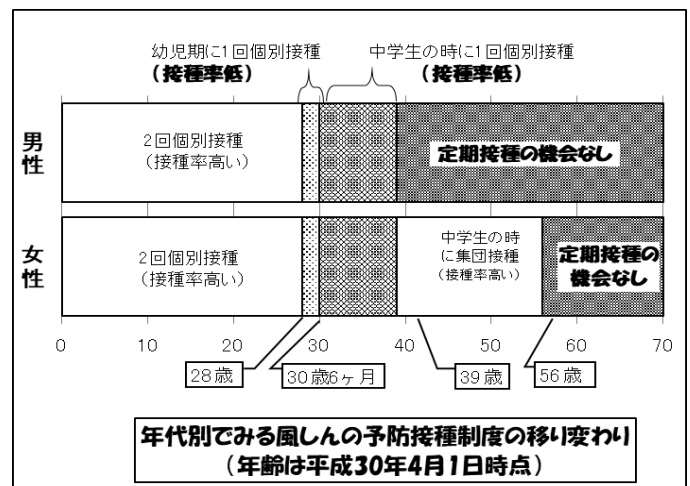 幼児期に1回個別接種
(接種率低)
中学生の時に1回個別接種
(接種率低)
男性
2回個別接種
(接種率高い)
定期接種の機会なし
女性
2回個別接種
(接種率高い)
中学生の時
に集団接種
(接種率高い)
定期接種の
機会なし
0 10 20 30 40 50 60 70
28歳
30歳6ヶ月
39歳
56歳
年代別でみる風しんの予防接種制度の移り変わり
(年齢は平成30年4月1日時点)